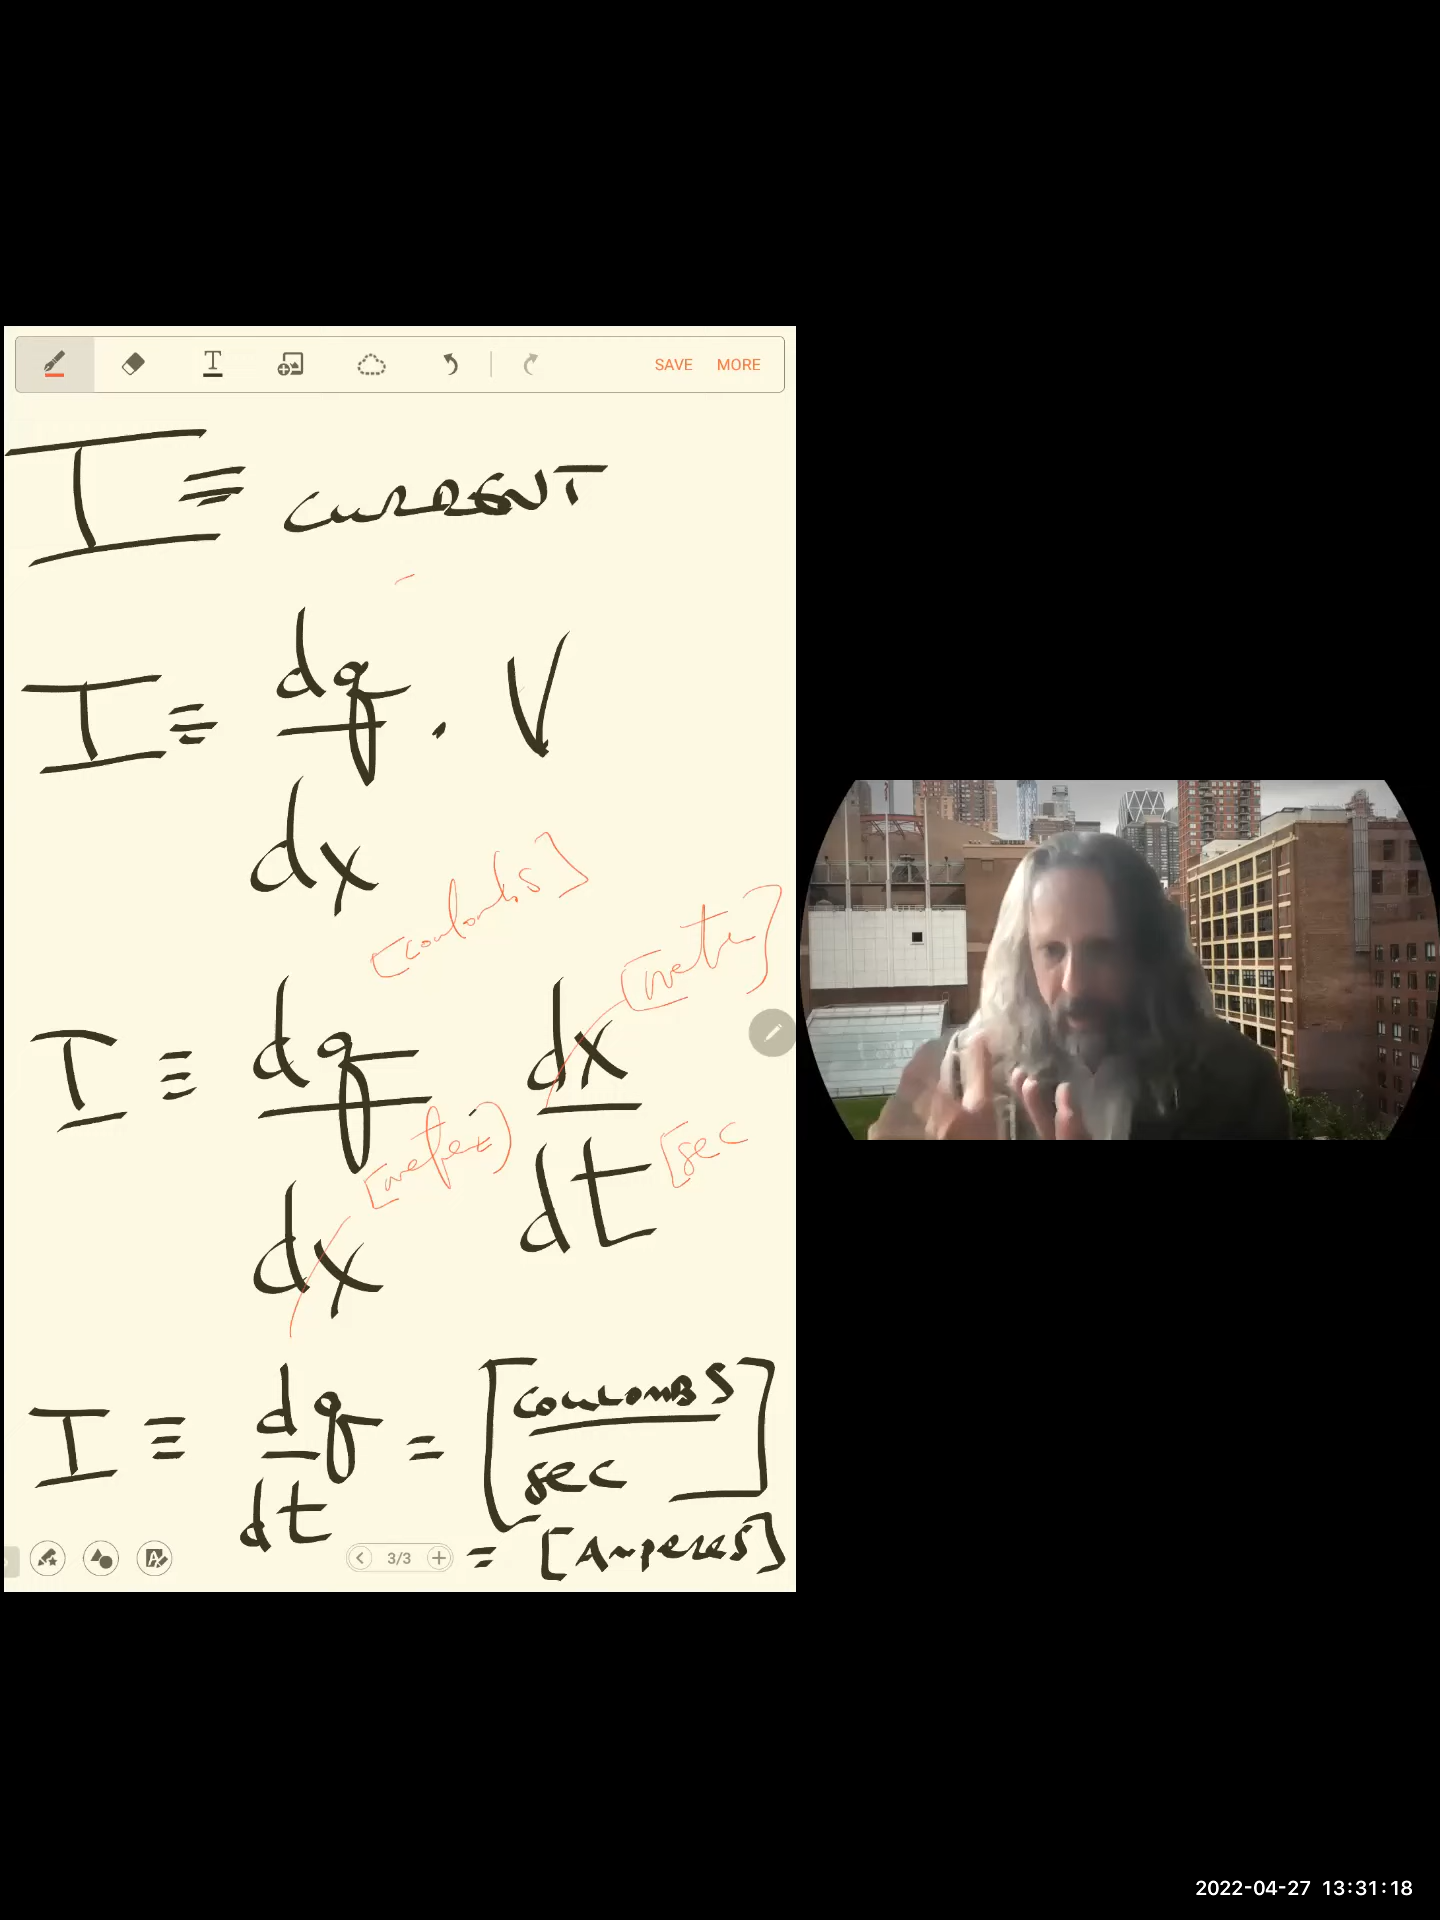 T
SAVE MORE
I ≡ CURRENT
I ≡ dq/dx · V
[coulombs]
[meter]
I ≡ dq/dx · dx/dt
[meter]
[sec
I ≡ dq/dt = [COULOMBS/sec]
= [AmpereS]
3/3
2022-04-27 13:31:18